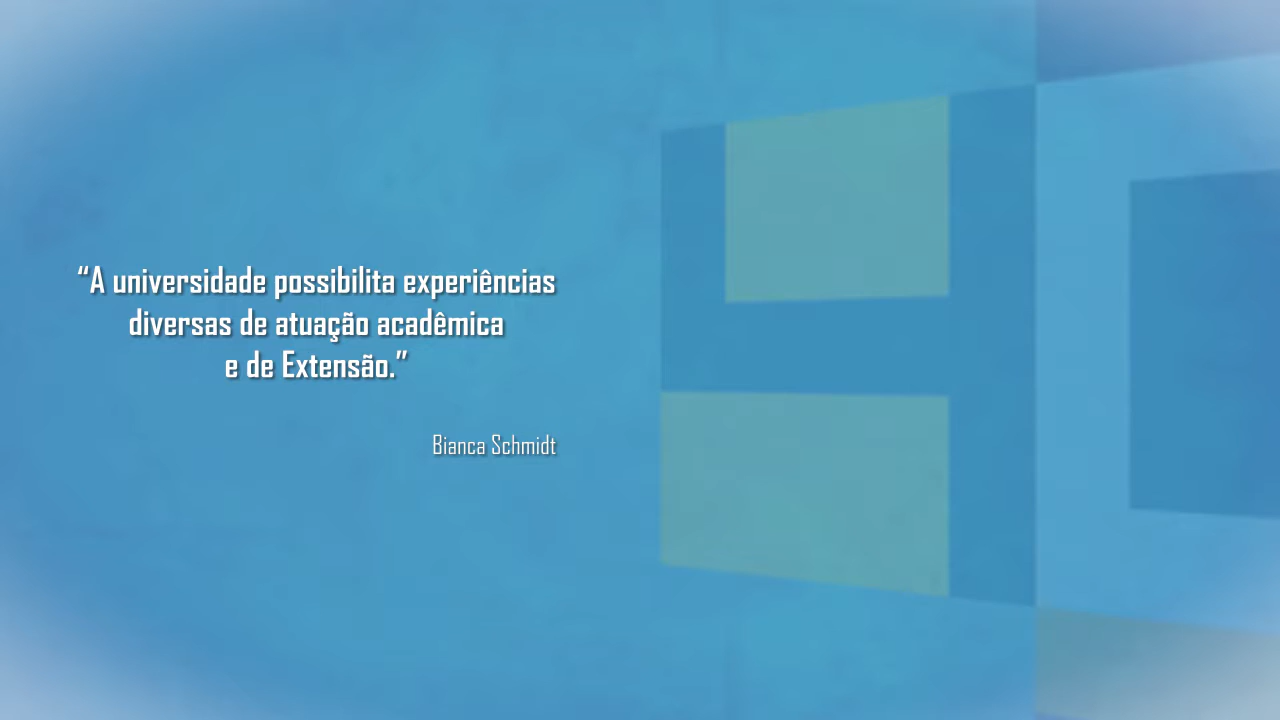 “A universidade possibilita experiências
diversas de atuação acadêmica
e de Extensão.”
Bianca Schmidt